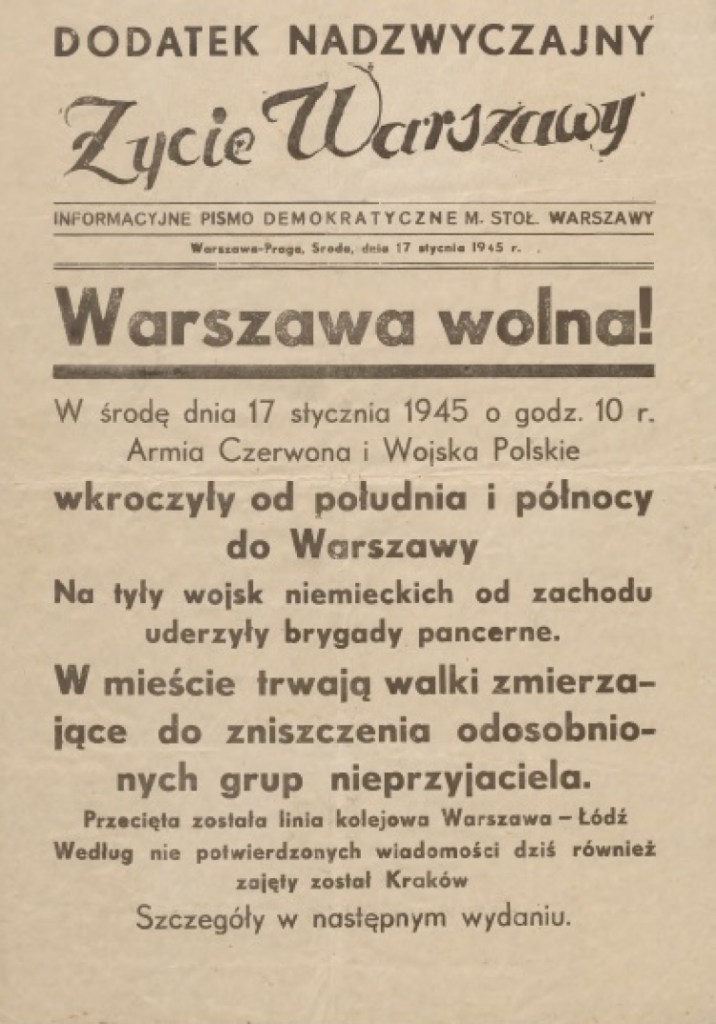 DODATEK NADZWYCZAJNY
Życie Warszawy
INFORMACYJNE PISMO DEMOKRATYCZNE M. STOŁ. WARSZAWY
Warszawa-Praga, Środa, dnia 17 stycznia 1945 r.
Warszawa wolna!
W środę dnia 17 stycznia 1945 o godz. 10 r.
Armia Czerwona i Wojska Polskie
wkroczyły od południa i północy
do Warszawy
Na tyły wojsk niemieckich od zachodu
uderzyły brygady pancerne.
W mieście trwają walki zmierza-
jące do zniszczenia odosobnio-
nych grup nieprzyjaciela.
Przecięta została linia kolejowa Warszawa – Łódź
Według nie potwierdzonych wiadomości dziś również
zajęty został Kraków
Szczegóły w następnym wydaniu.